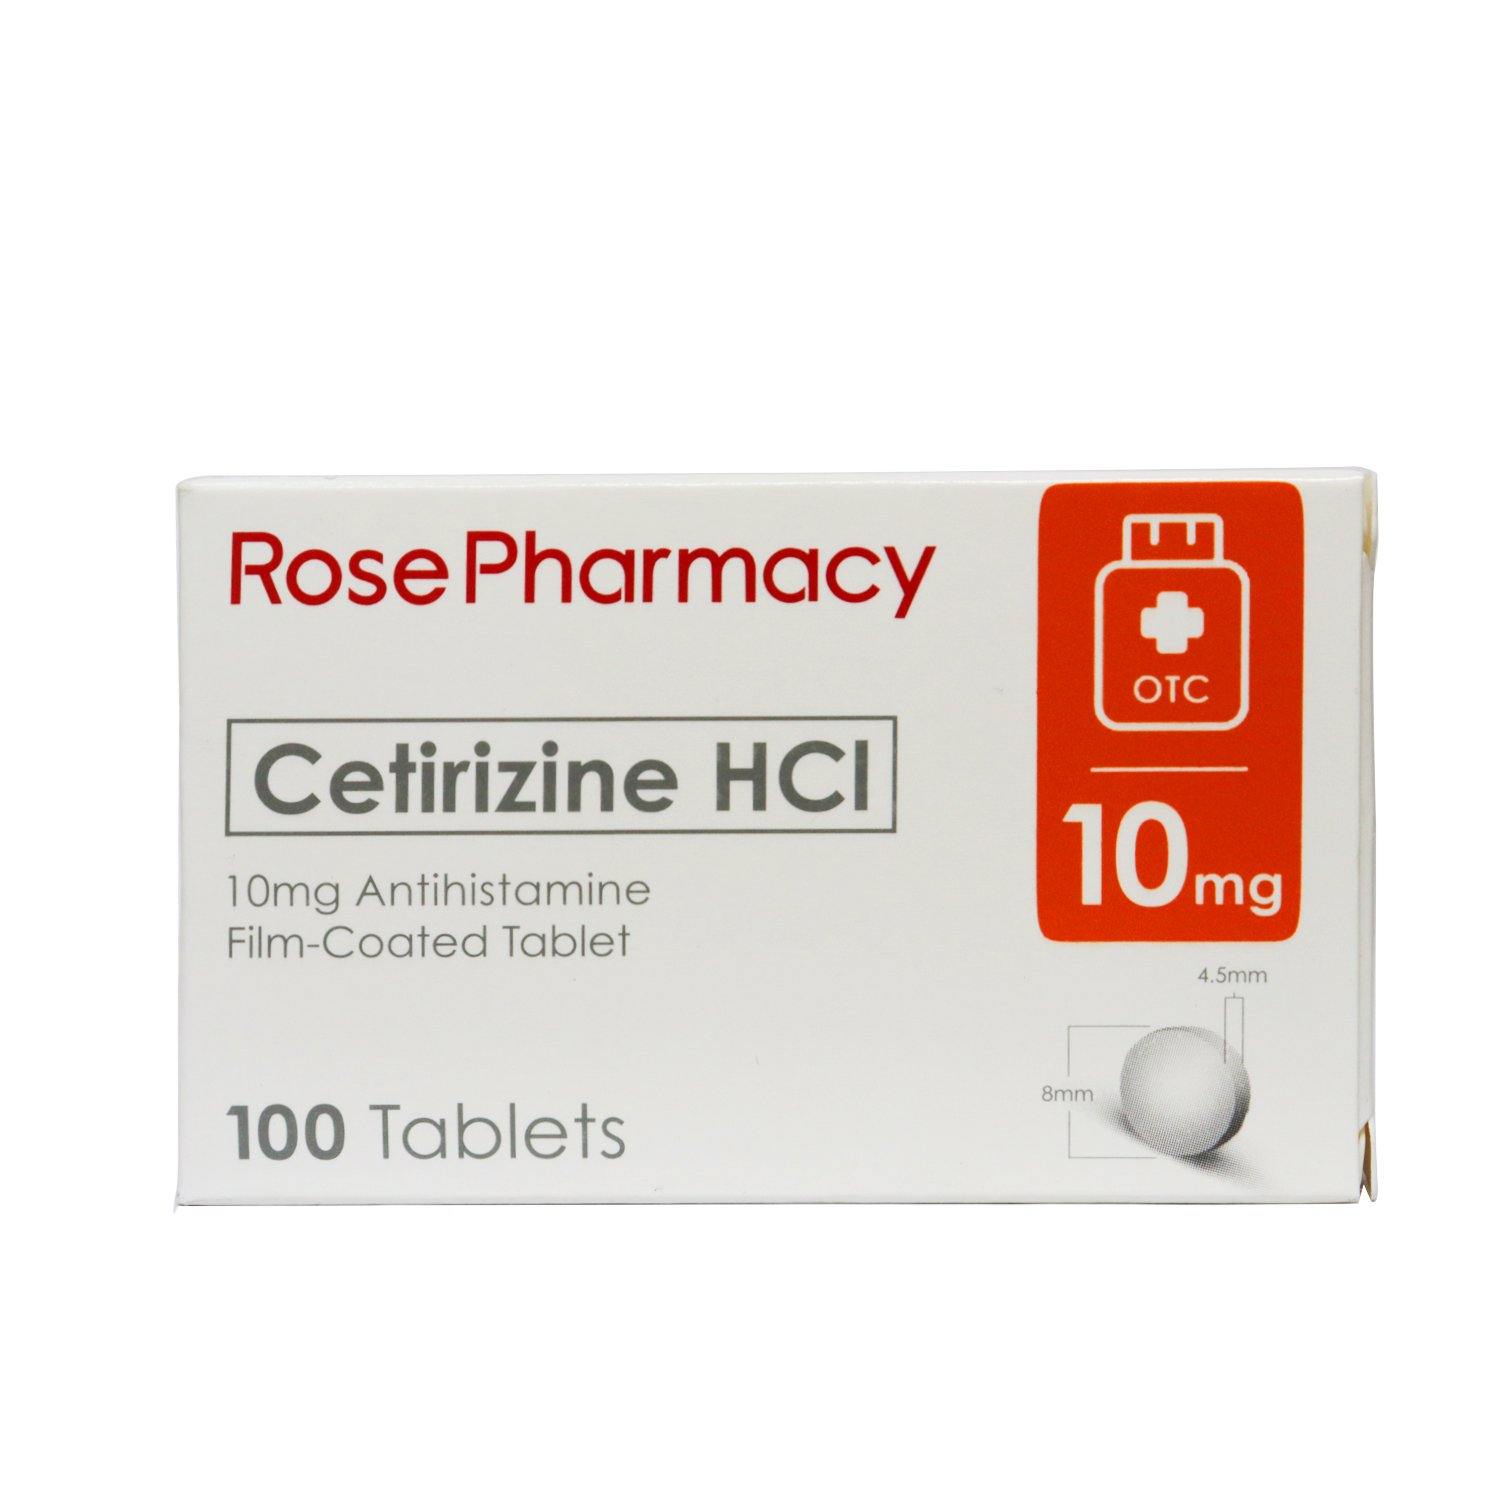 Rose Pharmacy
OTC
10mg
Cetirizine HCl
10mg Antihistamine
Film-Coated Tablet
4.5mm
8mm
100 Tablets